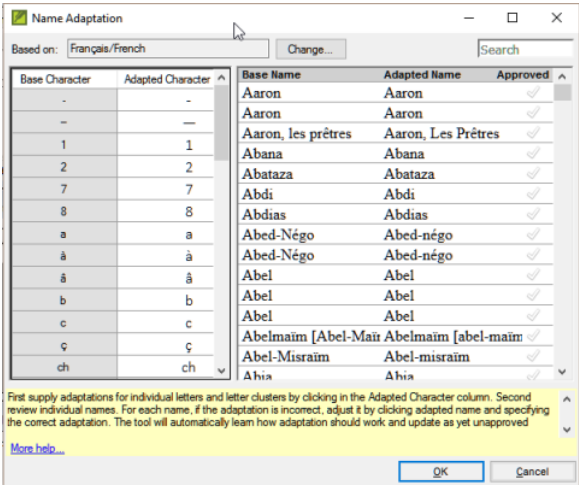 Name Adaptation
Based on: Français/French Change... Search
Base Character Adapted Character
- -
– —
1 1
2 2
7 7
8 8
a a
à à
â â
b b
c c
ç ç
ch ch
Base Name Adapted Name Approved
Aaron Aaron
Aaron Aaron
Aaron, les prêtres Aaron, Les Prêtres
Abana Abana
Abataza Abataza
Abdi Abdi
Abdias Abdias
Abed-Négo Abed-négo
Abed-Négo Abed-négo
Abel Abel
Abel Abel
Abel Abel
Abelmaïm [Abel-Maïr Abelmaïm [abel-maïm
Abel-Misraïm Abel-misraïm
Abia Abia
First supply adaptations for individual letters and letter clusters by clicking in the Adapted Character column. Second
review individual names. For each name, if the adaptation is incorrect, adjust it by clicking adapted name and specifying
the correct adaptation. The tool will automatically learn how adaptation should work and update as yet unapproved
More help...
OK Cancel